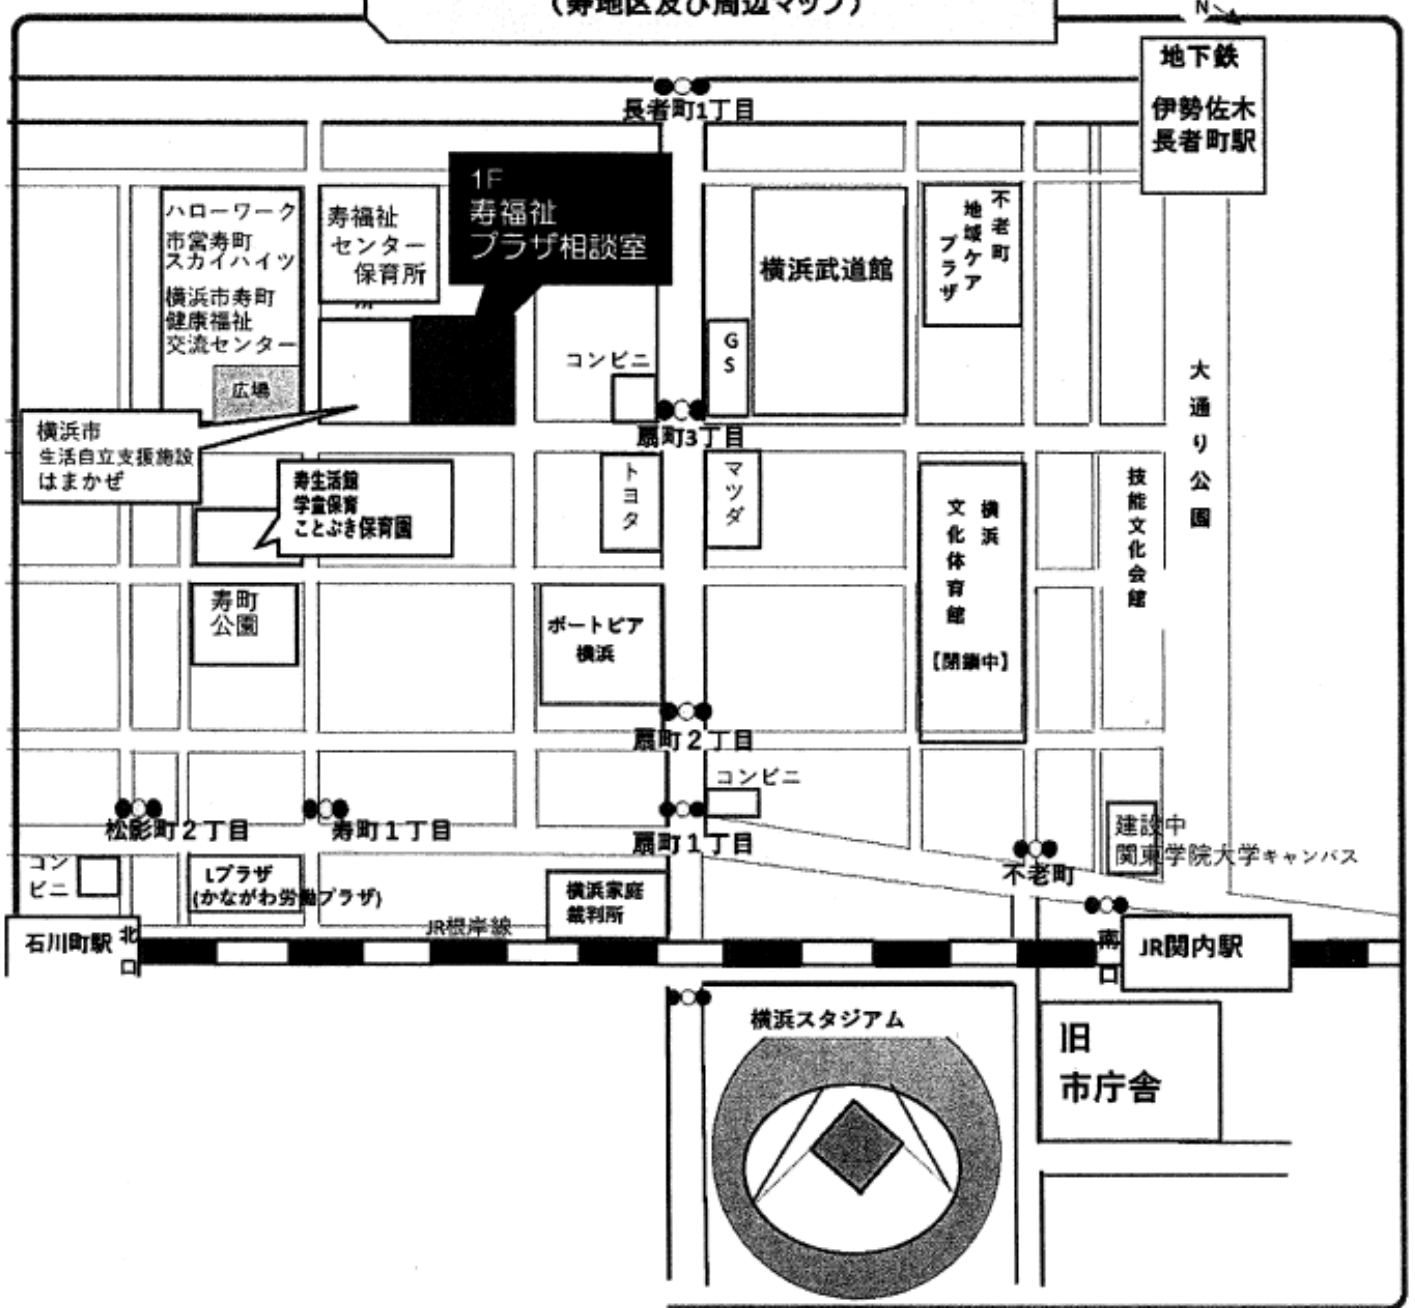 （寿地区及び周辺マップ）
N
地下鉄
伊勢佐木
長者町駅
長者町1丁目
1F
寿福祉
プラザ相談室
ハローワーク
市営寿町
スカイハイツ
横浜市寿町
健康福祉
交流センター
広場
寿福祉
センター
保育所
横浜武道館
不老町
地域ケア
プラザ
コンビニ
GS
扇町3丁目
大通り公園
横浜市
生活自立支援施設
はまかぜ
寿生活館
学童保育
ことぶき保育園
トヨタ
マツダ
横浜
文化体育館
【閉鎖中】
技能文化会館
寿町
公園
ボートピア
横浜
扇町２丁目
コンビニ
松影町２丁目
寿町１丁目
扇町１丁目
建設中
関東学院大学キャンパス
不老町
コン
ビニ
Lプラザ
(かながわ労働プラザ)
横浜家庭
裁判所
JR根岸線
石川町駅
北口
南口
JR関内駅
横浜スタジアム
旧
市庁舎